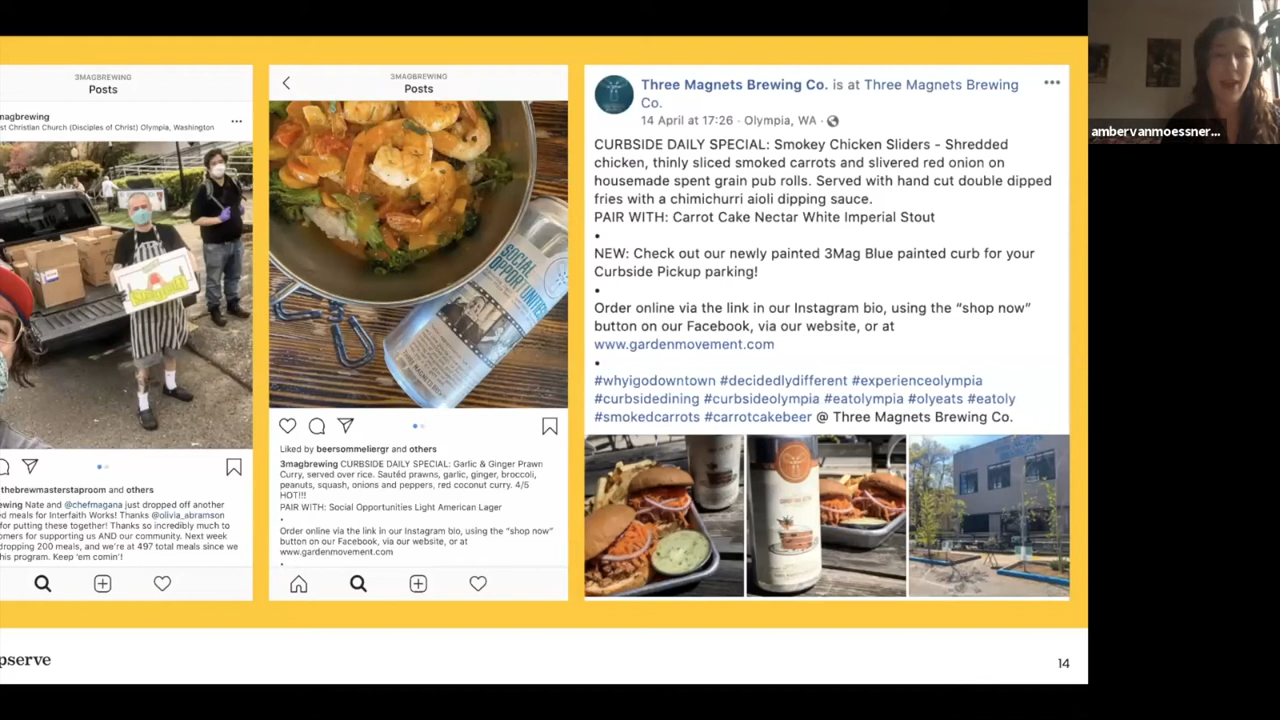 3MAGBREWING
Posts
magbrewing
st Christian Church (Disciples of Christ) Olympia, Washington
thebrewmasterstaproom and others
ewing Nate and @chefmagana just dropped off another
ed meals for Interfaith Works! Thanks @olivia_abramson
for putting these together! Thanks so incredibly much to
omers for supporting us AND our community. Next week
dropping 200 meals, and we're at 497 total meals since we
his program. Keep 'em comin'!
3MAGBREWING
Posts
SOCIAL
OPPORTUNITIES
Liked by beersommeliergr and others
3magbrewing CURBSIDE DAILY SPECIAL: Garlic & Ginger Prawn
Curry, served over rice. Sautéd prawns, garlic, ginger, broccoli,
peanuts, squash, onions and peppers, red coconut curry. 4/5
HOT!!!
PAIR WITH: Social Opportunities Light American Lager
•
Order online via the link in our Instagram bio, using the “shop now”
button on our Facebook, via our website, or at
www.gardenmovement.com
•
Three Magnets Brewing Co. is at Three Magnets Brewing
Co.
14 April at 17:26 · Olympia, WA ·
CURBSIDE DAILY SPECIAL: Smokey Chicken Sliders - Shredded
chicken, thinly sliced smoked carrots and slivered red onion on
housemade spent grain pub rolls. Served with hand cut double dipped
fries with a chimichurri aioli dipping sauce.
PAIR WITH: Carrot Cake Nectar White Imperial Stout
•
NEW: Check out our newly painted 3Mag Blue painted curb for your
Curbside Pickup parking!
•
Order online via the link in our Instagram bio, using the “shop now”
button on our Facebook, via our website, or at
www.gardenmovement.com
•
#whyigodowntown #decidedlydifferent #experienceolympia
#curbsidedining #curbsideolympia #eatolympia #olyeats #eatoly
#smokedcarrots #carrotcakebeer @ Three Magnets Brewing Co.
pserve
14
ambervanmoessner...